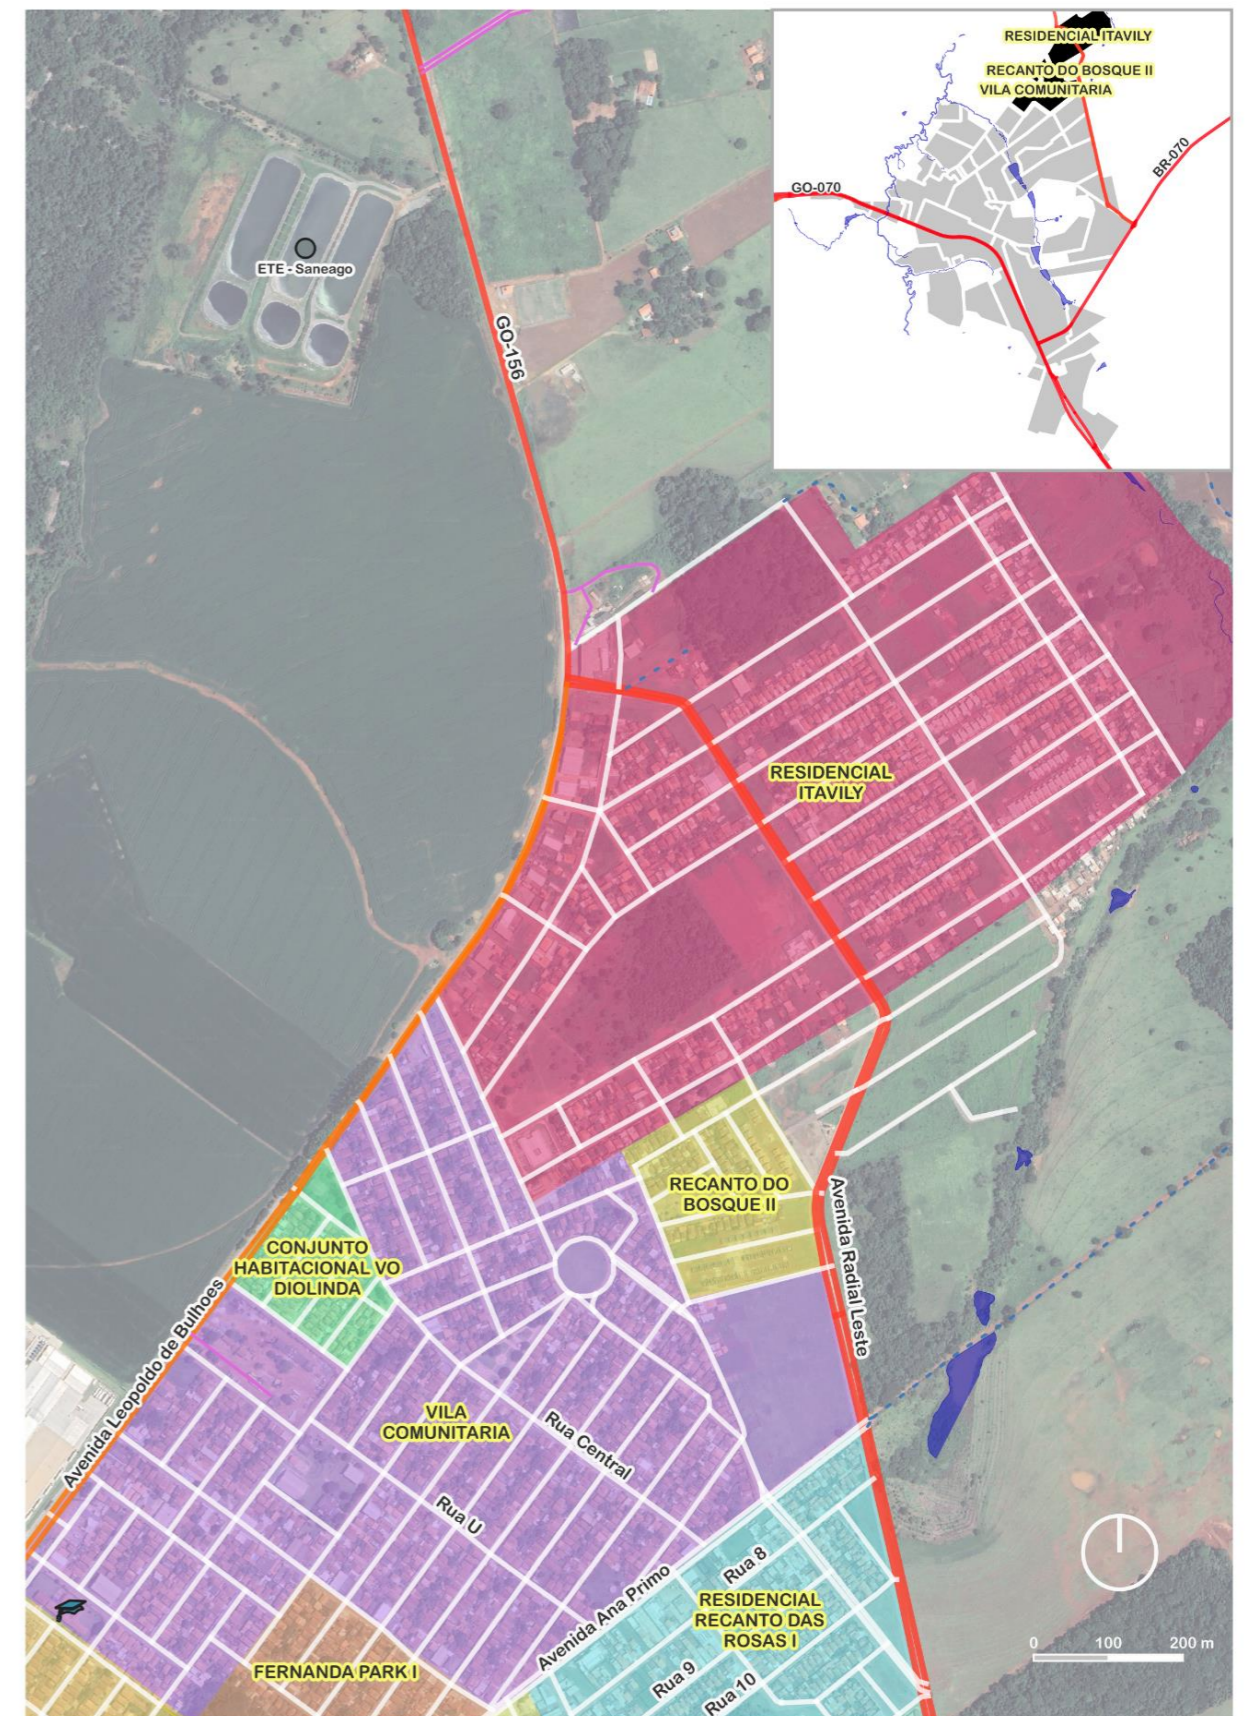 RESIDENCIAL ITAVILY
RECANTO DO BOSQUE II
VILA COMUNITARIA
BR-070
GO-070
ETE - Saneago
GO-156
RESIDENCIAL
ITAVILY
RECANTO DO
BOSQUE II
Avenida Radial Leste
CONJUNTO
HABITACIONAL VO
DIOLINDA
Avenida Leopoldo de Bulhoes
VILA
COMUNITARIA
Rua Central
Rua U
Avenida Ana Primo
Rua 8
RESIDENCIAL
RECANTO DAS
ROSAS I
Rua 9
Rua 10
FERNANDA PARK I
0 100 200 m